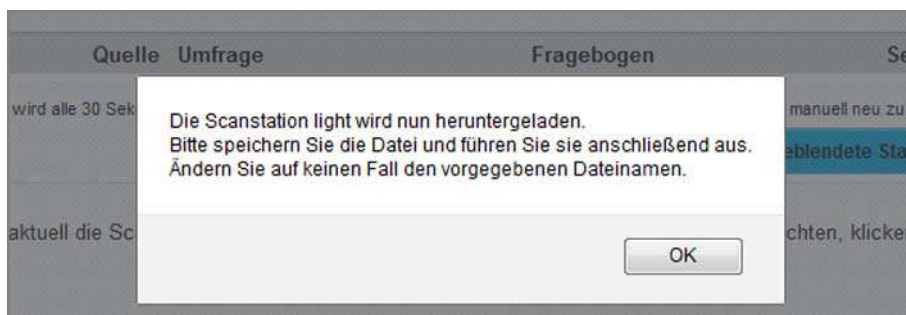 Quelle Umfrage Fragebogen
wird alle 30 Sek manuell neu zu
Die Scanstation light wird nun heruntergeladen.
Bitte speichern Sie die Datei und führen Sie sie anschließend aus.
Ändern Sie auf keinen Fall den vorgegebenen Dateinamen.
eblendete Sta
aktuell die Sc chten, klicke
OK